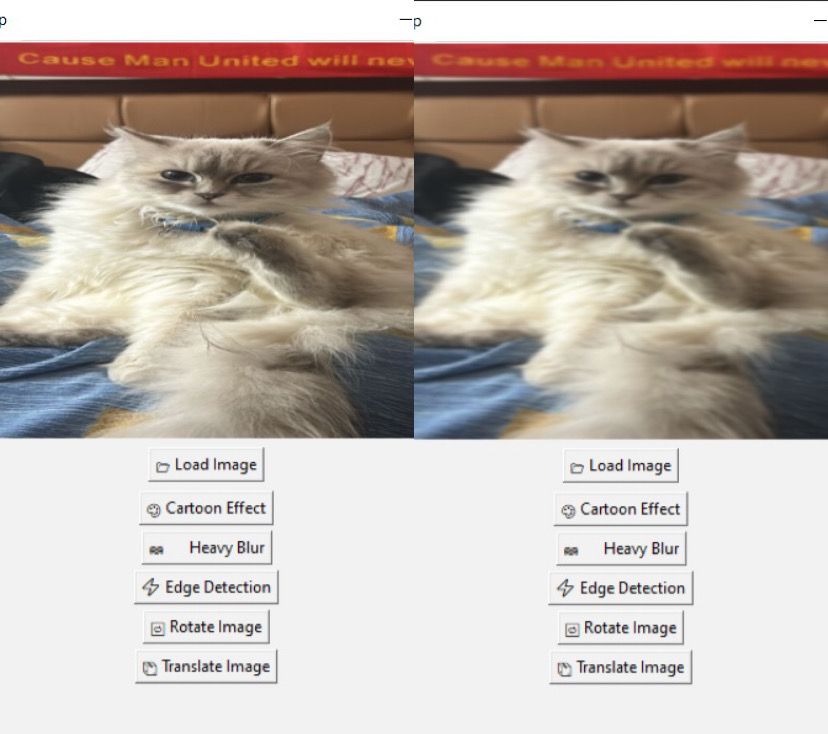 p
p
Cause Man United will nev
Cause Man United will nev
Load Image
Cartoon Effect
Heavy Blur
Edge Detection
Rotate Image
Translate Image
Load Image
Cartoon Effect
Heavy Blur
Edge Detection
Rotate Image
Translate Image